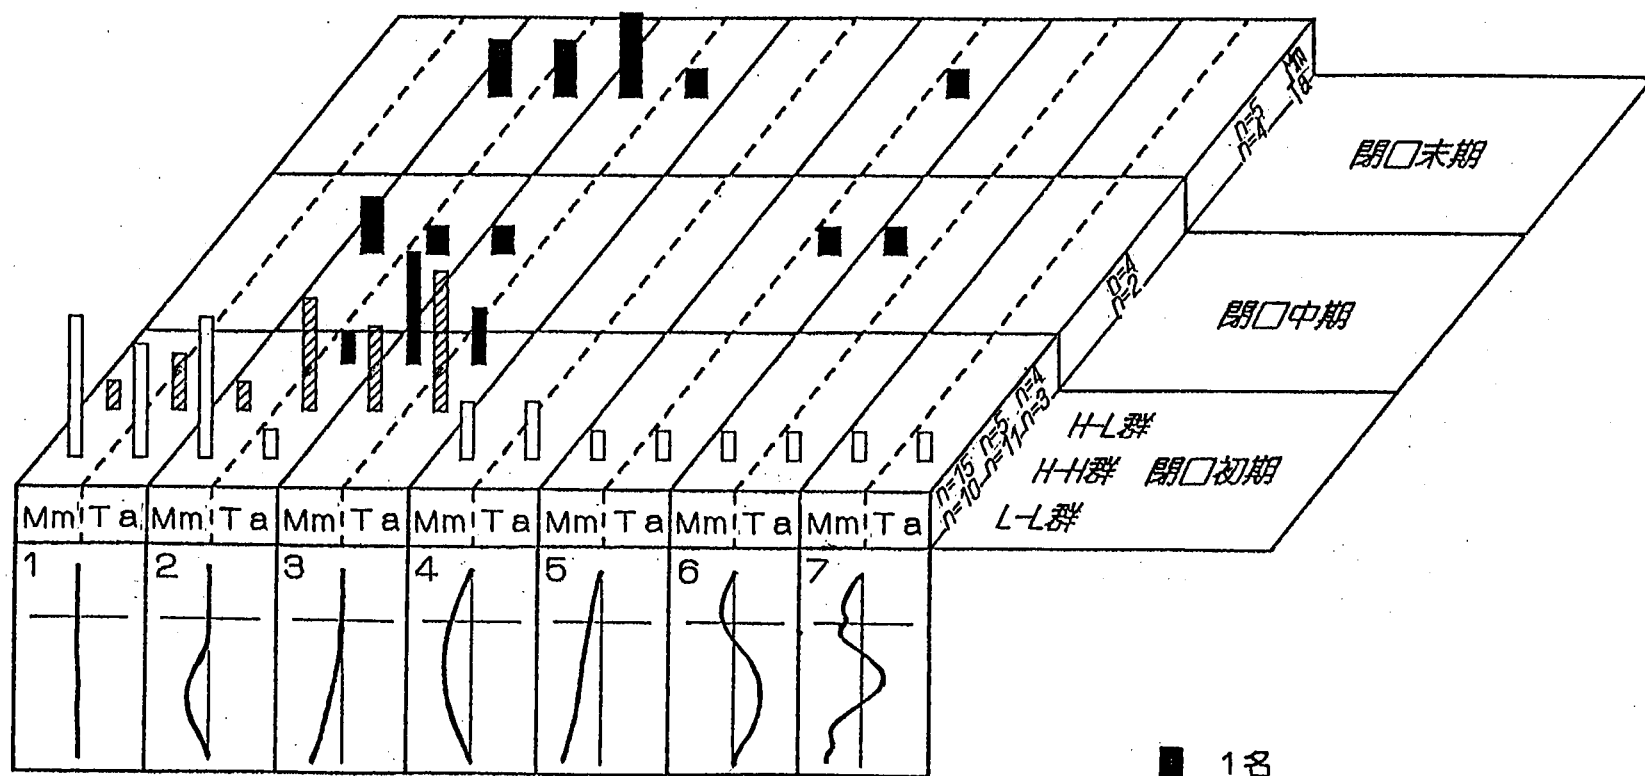 Mm
Ta
n=5
n=4
閉口末期
n=4
n=2
閉口中期
n=15 n=5 n=4
n=10 n=11 n=3
H-L群
H-H群 閉口初期
L-L群
Mm Ta Mm Ta Mm Ta Mm Ta Mm Ta Mm Ta Mm Ta
1 2 3 4 5 6 7
1名